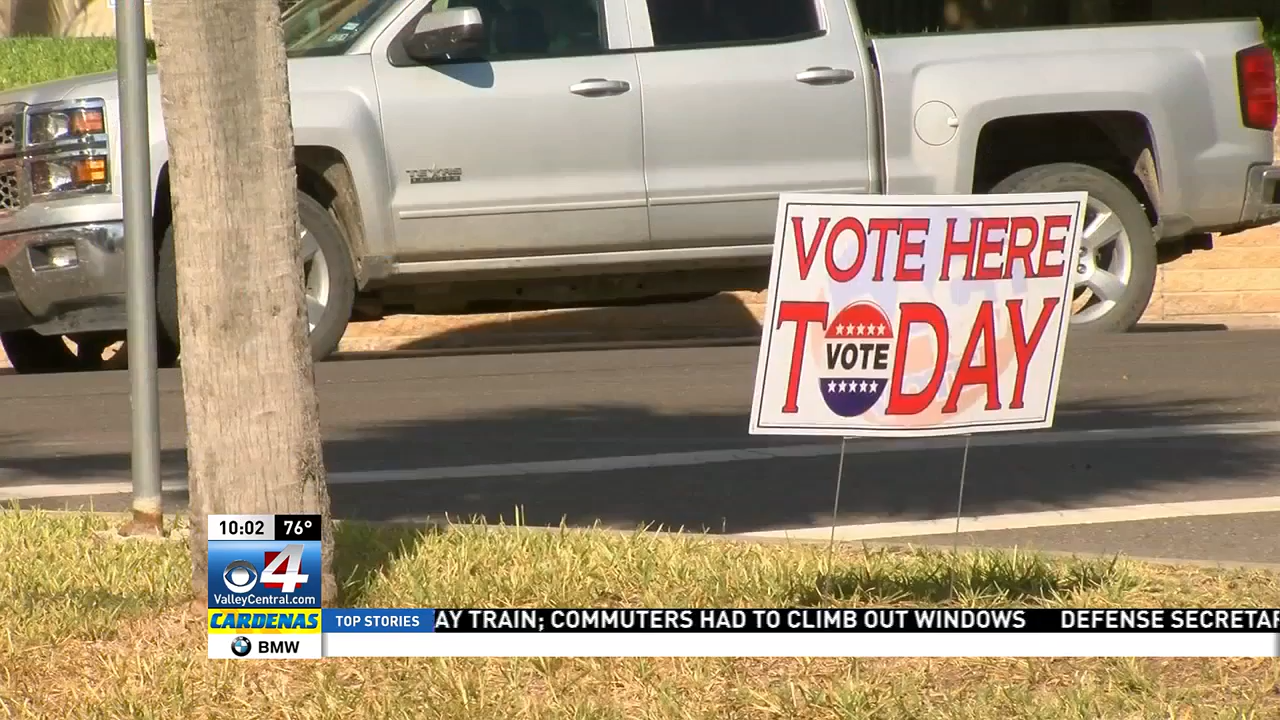 TEXAS
VOTE HERE
TODAY
VOTE
10:02 76°
4
ValleyCentral.com
CARDENAS
BMW
TOP STORIES
AY TRAIN; COMMUTERS HAD TO CLIMB OUT WINDOWS DEFENSE SECRETAR